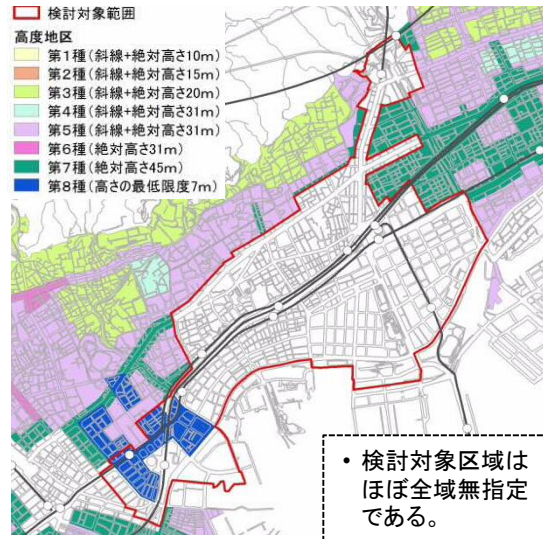 検討対象範囲
高度地区
第1種(斜線+絶対高さ10m)
第2種(斜線+絶対高さ15m)
第3種(斜線+絶対高さ20m)
第4種(斜線+絶対高さ31m)
第5種(斜線+絶対高さ31m)
第6種(絶対高さ31m)
第7種(絶対高さ45m)
第8種(高さの最低限度7m)
• 検討対象区域は
ほぼ全域無指定
である。